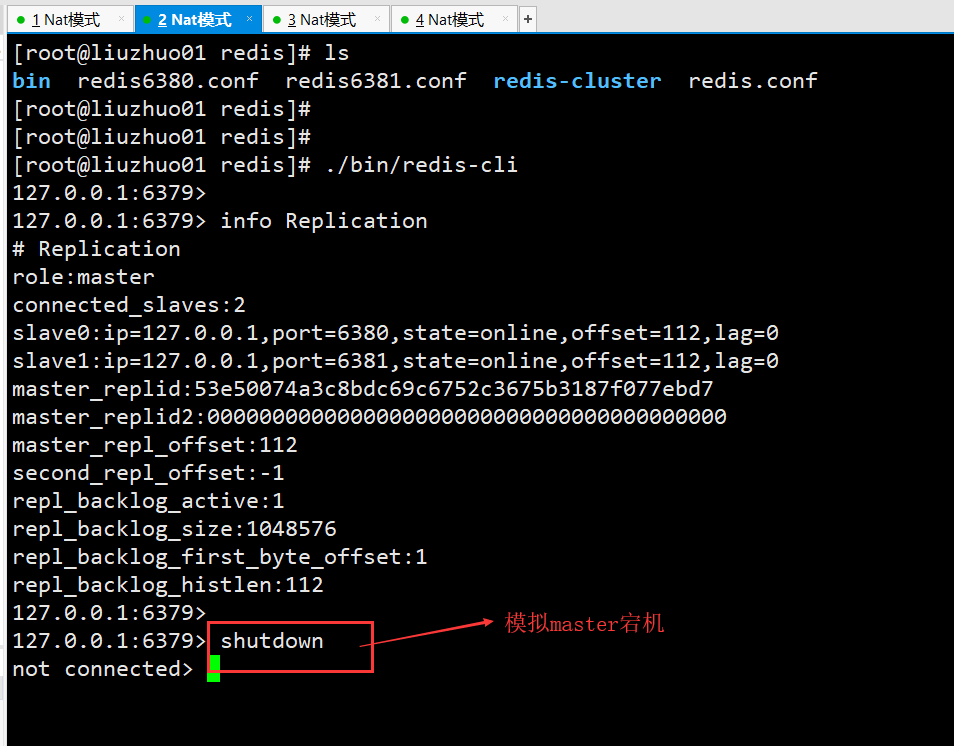 1 Nat模式 × 2 Nat模式 × 3 Nat模式 × 4 Nat模式 × +
[root@liuzhuo01 redis]# ls
bin  redis6380.conf  redis6381.conf  redis-cluster  redis.conf
[root@liuzhuo01 redis]#
[root@liuzhuo01 redis]#
[root@liuzhuo01 redis]# ./bin/redis-cli
127.0.0.1:6379>
127.0.0.1:6379> info Replication
# Replication
role:master
connected_slaves:2
slave0:ip=127.0.0.1,port=6380,state=online,offset=112,lag=0
slave1:ip=127.0.0.1,port=6381,state=online,offset=112,lag=0
master_replid:53e50074a3c8bdc69c6752c3675b3187f077ebd7
master_replid2:0000000000000000000000000000000000000000
master_repl_offset:112
second_repl_offset:-1
repl_backlog_active:1
repl_backlog_size:1048576
repl_backlog_first_byte_offset:1
repl_backlog_histlen:112
127.0.0.1:6379>
127.0.0.1:6379> shutdown
模拟master宕机
not connected>